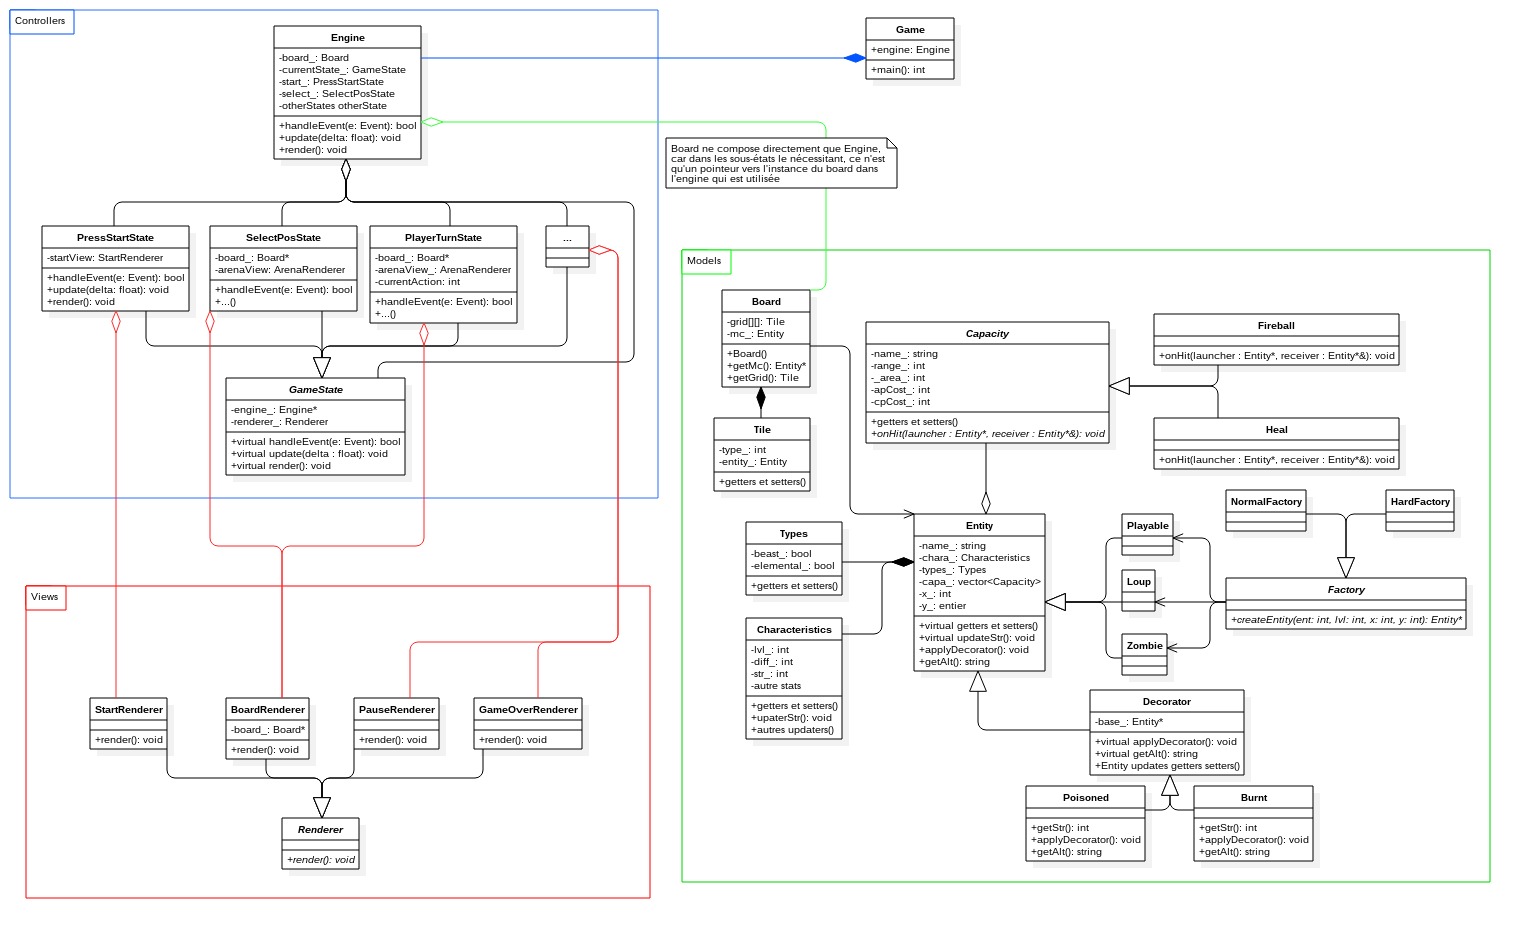 Controllers
Engine
-board_: Board
-currentState_: GameState
-start_: PressStartState
-select_: SelectPosState
-otherStates otherState
+handleEvent(e: Event): bool
+update(delta: float): void
+render(): void
Game
+engine: Engine
+main(): int
Board ne compose directement que Engine,
car dans les sous-états le nécessitant, ce n'est
qu'un pointeur vers l'instance du board dans
l'engine qui est utilisée
PressStartState
-startView: StartRenderer
+handleEvent(e: Event): bool
+update(delta: float): void
+render(): void
SelectPosState
-board_: Board*
-arenaView: ArenaRenderer
+handleEvent(e: Event): bool
+...()
PlayerTurnState
-board_: Board*
-arenaView_: ArenaRenderer
-currentAction: int
+handleEvent(e: Event): bool
+...()
...
GameState
-engine_: Engine*
-renderer_: Renderer
+virtual handleEvent(e: Event): bool
+virtual update(delta : float): void
+virtual render(): void
Models
Board
-grid[][]: Tile
-mc_: Entity
+Board()
+getMc(): Entity*
+getGrid(): Tile
Tile
-type_: int
-entity_: Entity
+getters et setters()
Capacity
-name_: string
-range_: int
-_area_: int
-apCost_: int
-cpCost_: int
+getters et setters()
+onHit(launcher : Entity*, receiver : Entity*&): void
Fireball
+onHit(launcher : Entity*, receiver : Entity*&): void
Heal
+onHit(launcher : Entity*, receiver : Entity*&): void
Types
-beast_: bool
-elemental_: bool
+getters et setters()
Characteristics
-lvl_: int
-diff_: int
-str_: int
-autre stats
+getters et setters()
+upaterStr(): void
+autres updaters()
Entity
-name_: string
-chara_: Characteristics
-types_: Types
-capa_: vector<Capacity>
-x_: int
-y_: entier
+virtual getters et setters()
+virtual updateStr(): void
+applyDecorator(): void
+getAlt(): string
Playable
Loup
Zombie
NormalFactory
HardFactory
Factory
+createEntity(ent: int, lvl: int, x: int, y: int): Entity*
Decorator
-base_: Entity*
+virtual applyDecorator(): void
+virtual getAlt(): string
+Entity updates getters setters()
Poisoned
+getStr(): int
+applyDecorator(): void
+getAlt(): string
Burnt
+getStr(): int
+applyDecorator(): void
+getAlt(): string
Views
StartRenderer
+render(): void
BoardRenderer
-board_: Board*
+render(): void
PauseRenderer
+render(): void
GameOverRenderer
+render(): void
Renderer
+render(): void